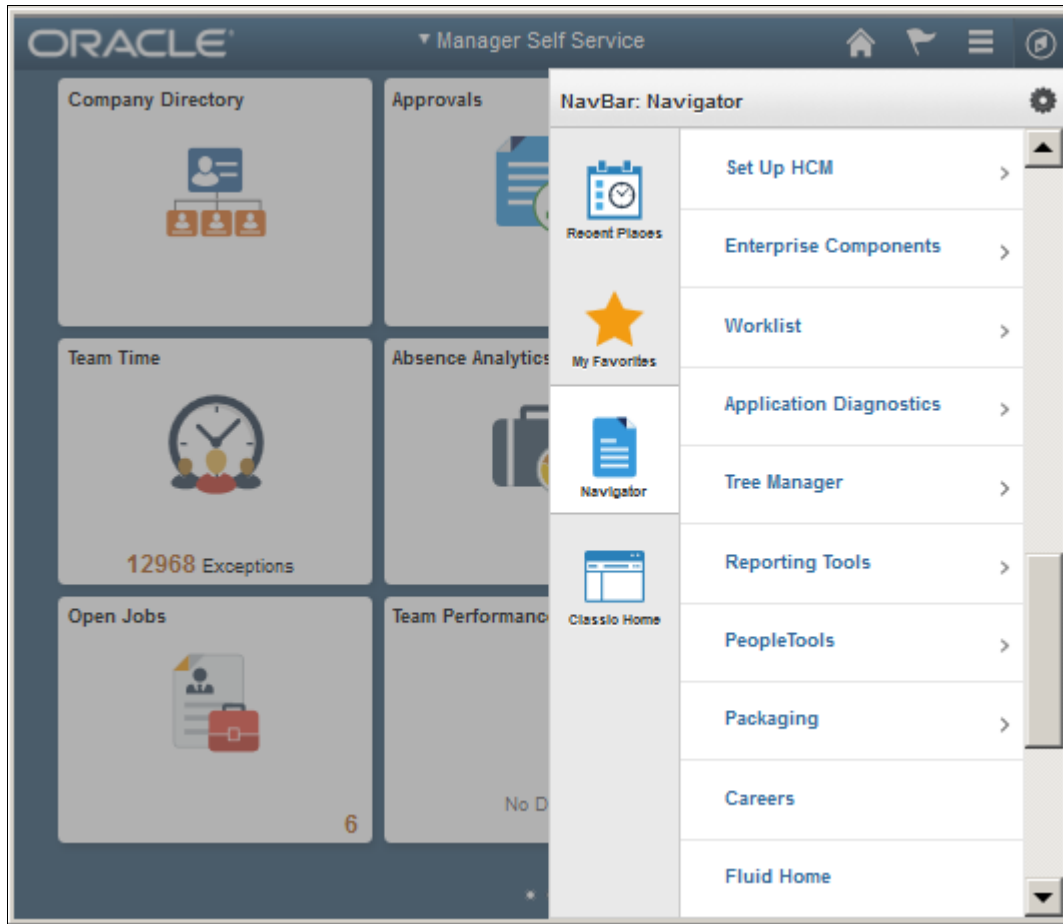 ORACLE
Manager Self Service
Company Directory
Approvals
Team Time
12968 Exceptions
Absence Analytics
Open Jobs
6
Team Performanc
No D
NavBar: Navigator
Recent Places
My Favorites
Navigator
Classic Home
Set Up HCM
Enterprise Components
Worklist
Application Diagnostics
Tree Manager
Reporting Tools
PeopleTools
Packaging
Careers
Fluid Home